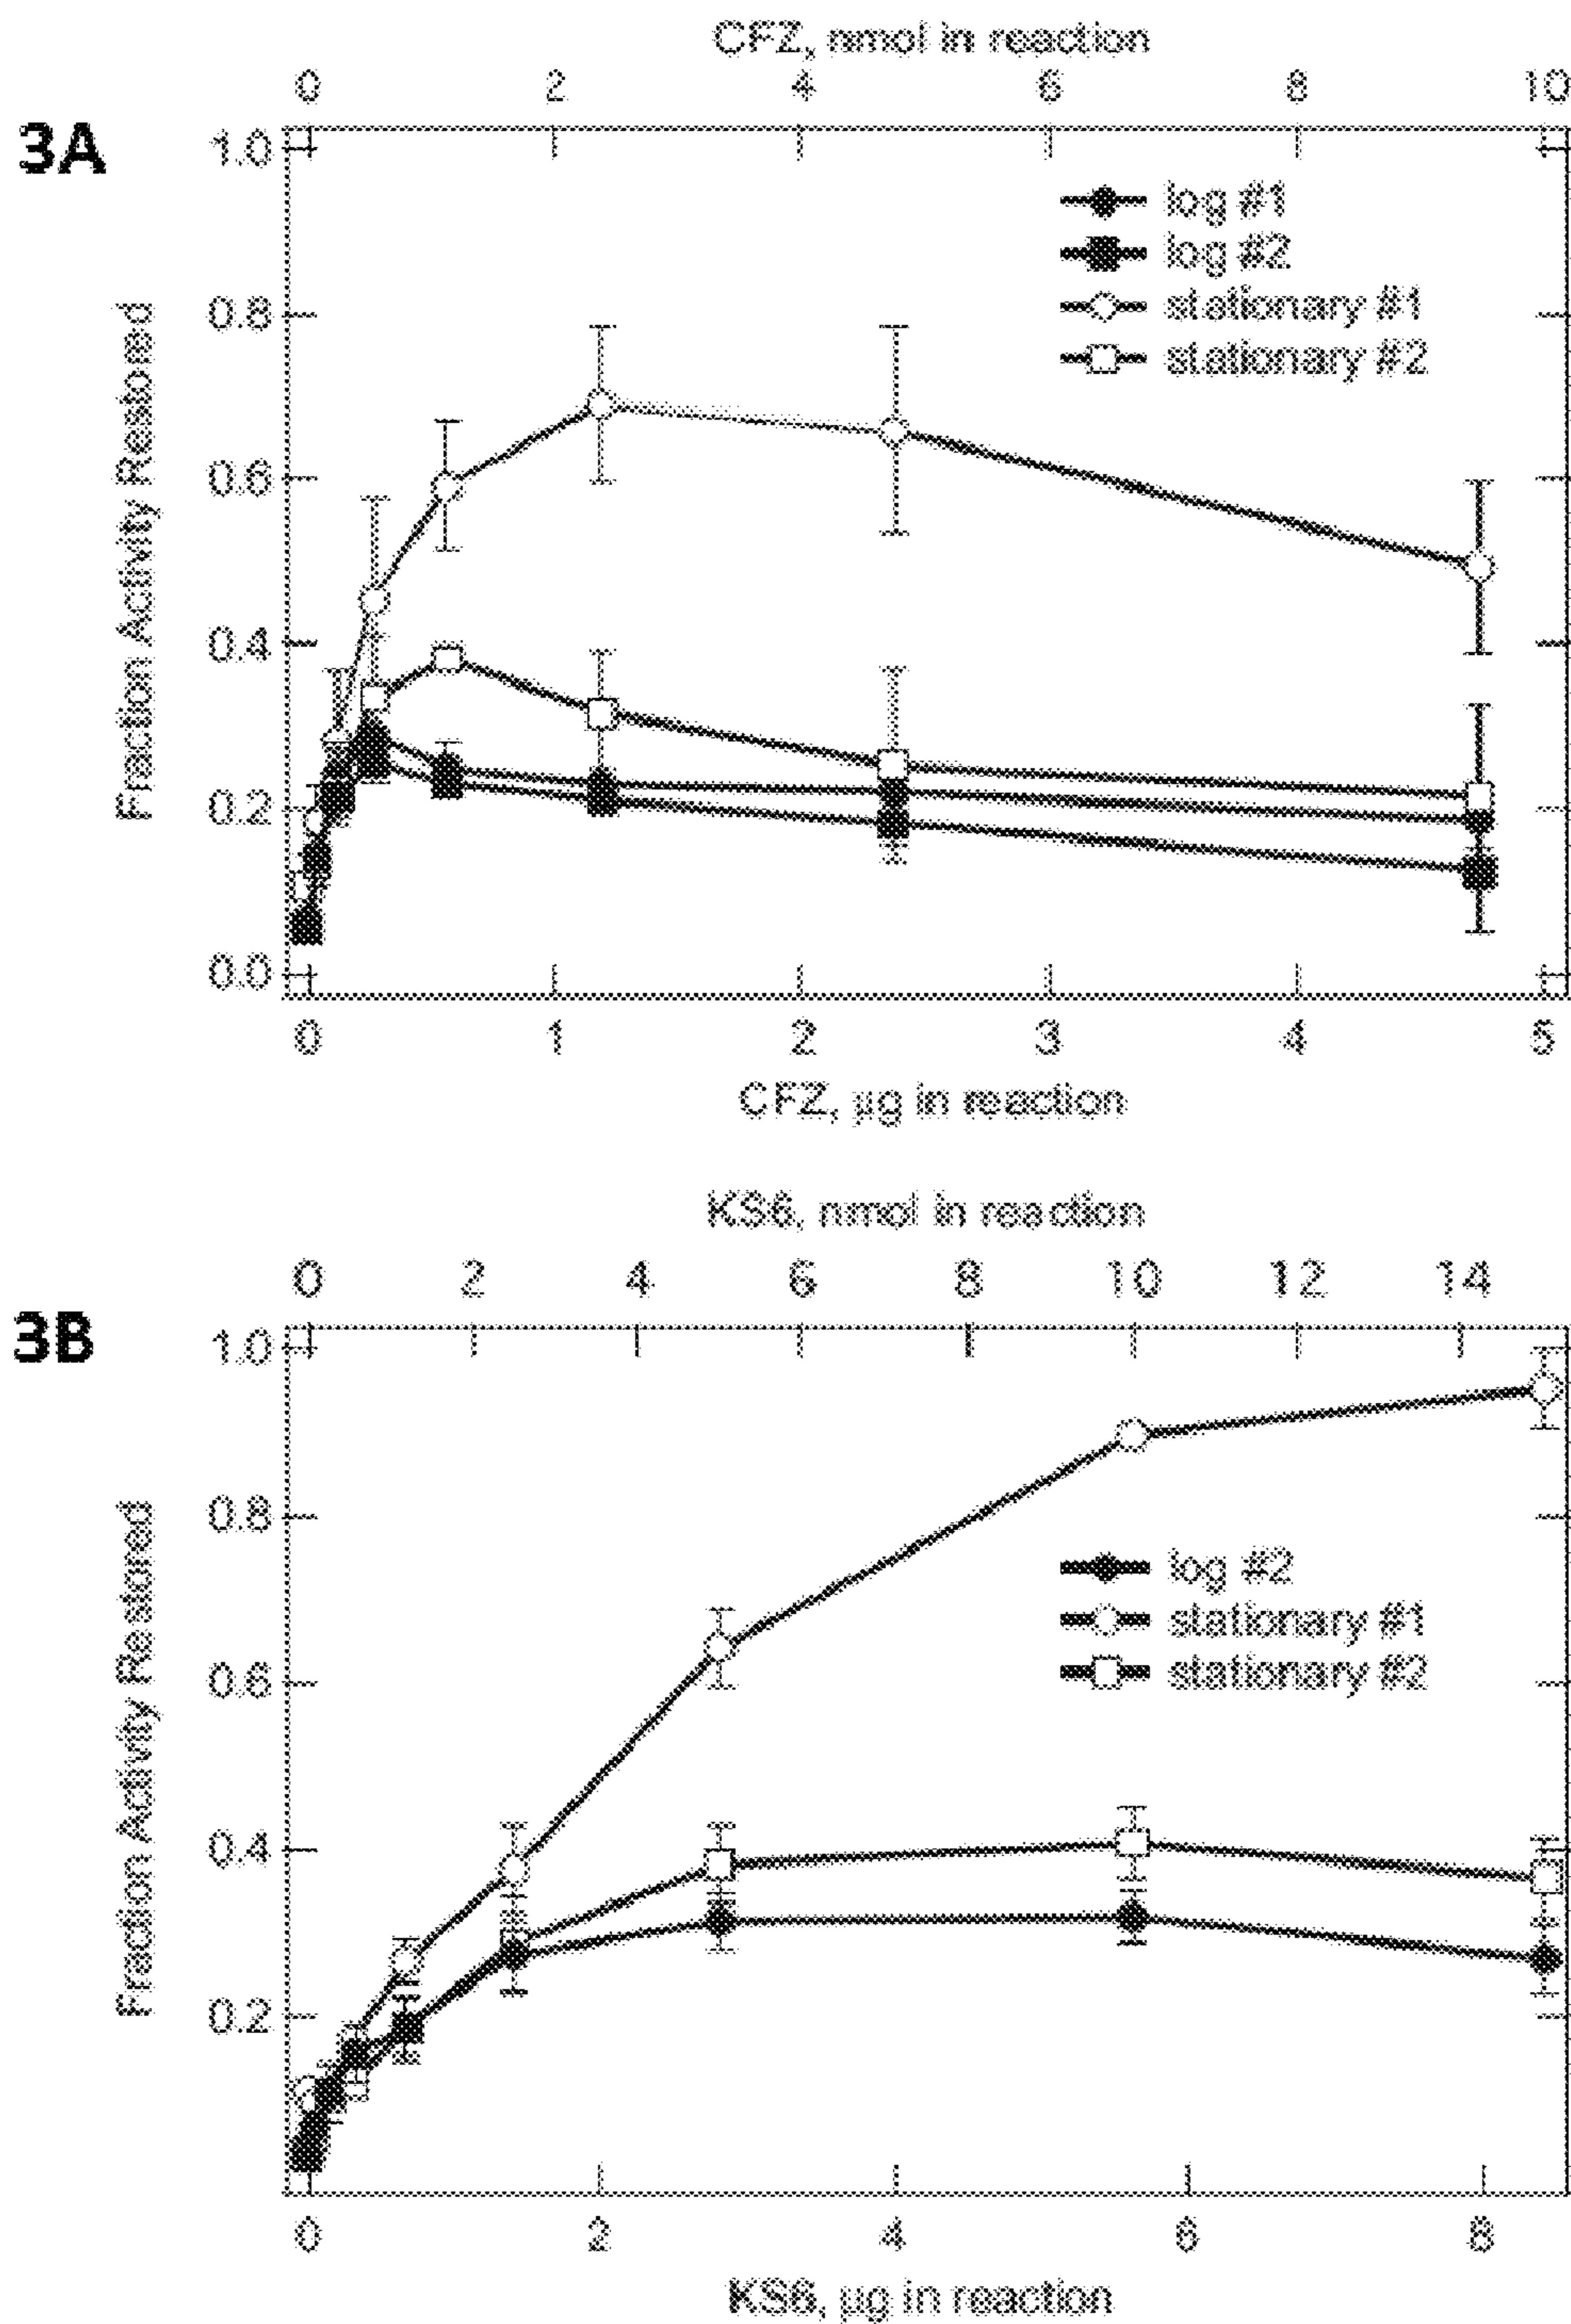 CFZ, nmol in reaction
0 2 4 6 8 10
3A
1.0
0.8
0.6
0.4
0.2
0.0
Fraction Activity Restored
log #1
log #2
stationary #1
stationary #2
0 1 2 3 4 5
CFZ, µg in reaction
KS6, nmol in reaction
0 2 4 6 8 10 12 14
3B
1.0
0.8
0.6
0.4
0.2
Fraction Activity Re stored
log #2
stationary #1
stationary #2
0 2 4 6 8
KS6, µg in reaction